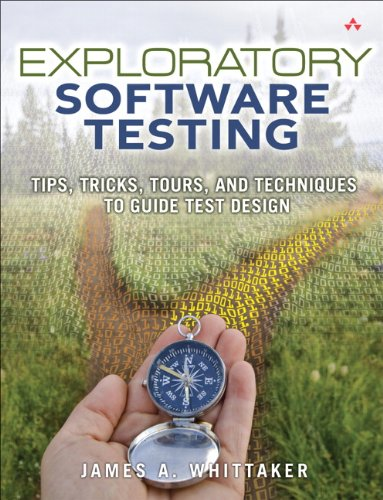 EXPLORATORY
SOFTWARE
TESTING
TIPS, TRICKS, TOURS, AND TECHNIQUES
TO GUIDE TEST DESIGN
JAMES A. WHITTAKER